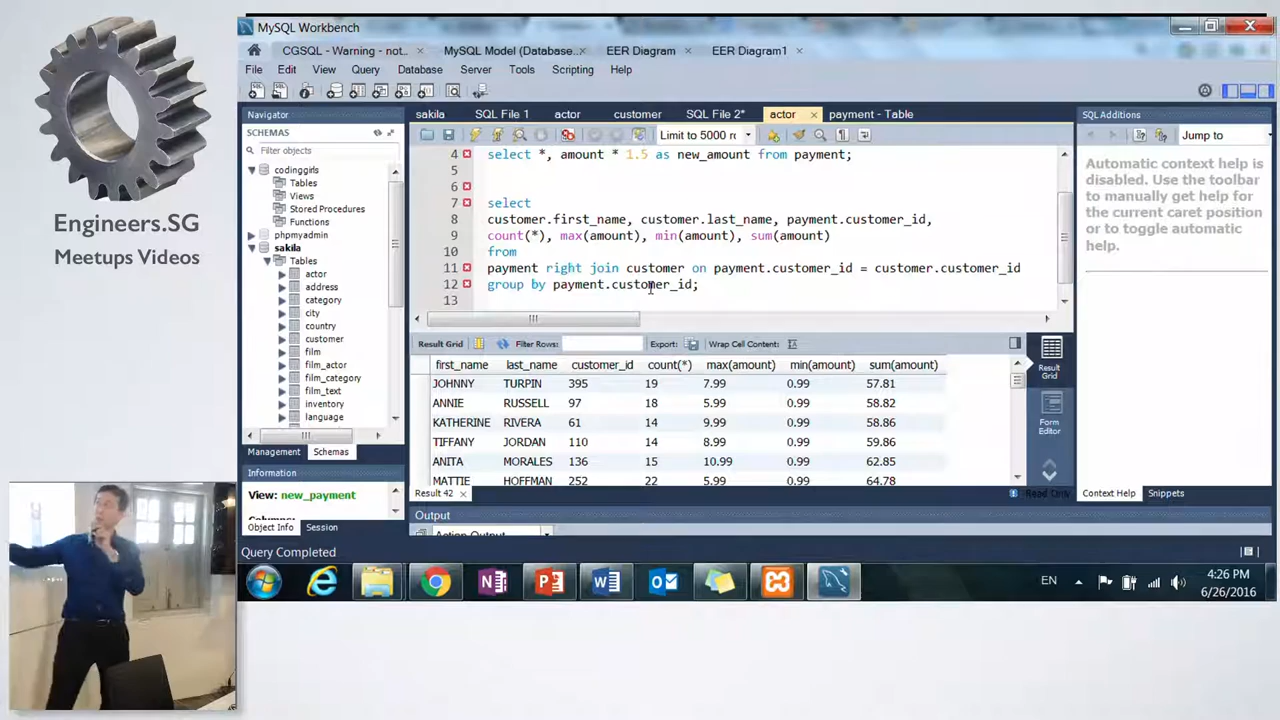 MySQL Workbench
CGSQL - Warning - not... × MySQL Model (Database... × EER Diagram × EER Diagram1 ×
File Edit View Query Database Server Tools Scripting Help
Navigator
SCHEMAS
Filter objects
codinggirls
Tables
Views
Stored Procedures
Functions
phpmyadmin
sakila
Tables
actor
address
category
city
country
customer
film
film_actor
film_category
film_text
inventory
language
Management Schemas
Information
View: new_payment
Object Info Session
Query Completed
sakila SQL File 1 actor customer SQL File 2* actor × payment - Table
Limit to 5000 rc
4 select *, amount * 1.5 as new_amount from payment;
5
6
7 select
8 customer.first_name, customer.last_name, payment.customer_id,
9 count(*), max(amount), min(amount), sum(amount)
10 from
11 payment right join customer on payment.customer_id = customer.customer_id
12 group by payment.customer_id;
13
Result Grid Filter Rows: Export: Wrap Cell Content:
first_name last_name customer_id count(*) max(amount) min(amount) sum(amount)
JOHNNY TURPIN 395 19 7.99 0.99 57.81
ANNIE RUSSELL 97 18 5.99 0.99 58.82
KATHERINE RIVERA 61 14 9.99 0.99 58.86
TIFFANY JORDAN 110 14 8.99 0.99 59.86
ANITA MORALES 136 15 10.99 0.99 62.85
MATTIE HOFFMAN 252 22 5.99 0.99 64.78
Result 42 ×
Read Only
Result
Grid
Form
Editor
Output
Action Output
SQL Additions
Jump to
Automatic context help is
disabled. Use the toolbar
to manually get help for
the current caret position
or to toggle automatic
help.
Context Help Snippets
EN
4:26 PM
6/26/2016
Engineers.SG
Meetups Videos